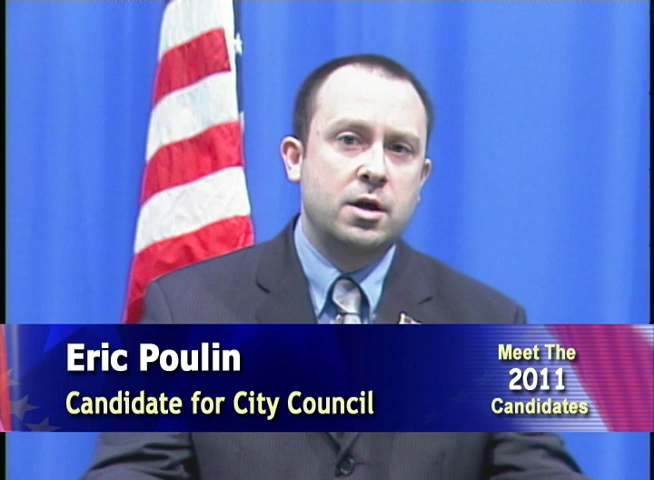 Eric Poulin
Candidate for City Council
Meet The
2011
Candidates